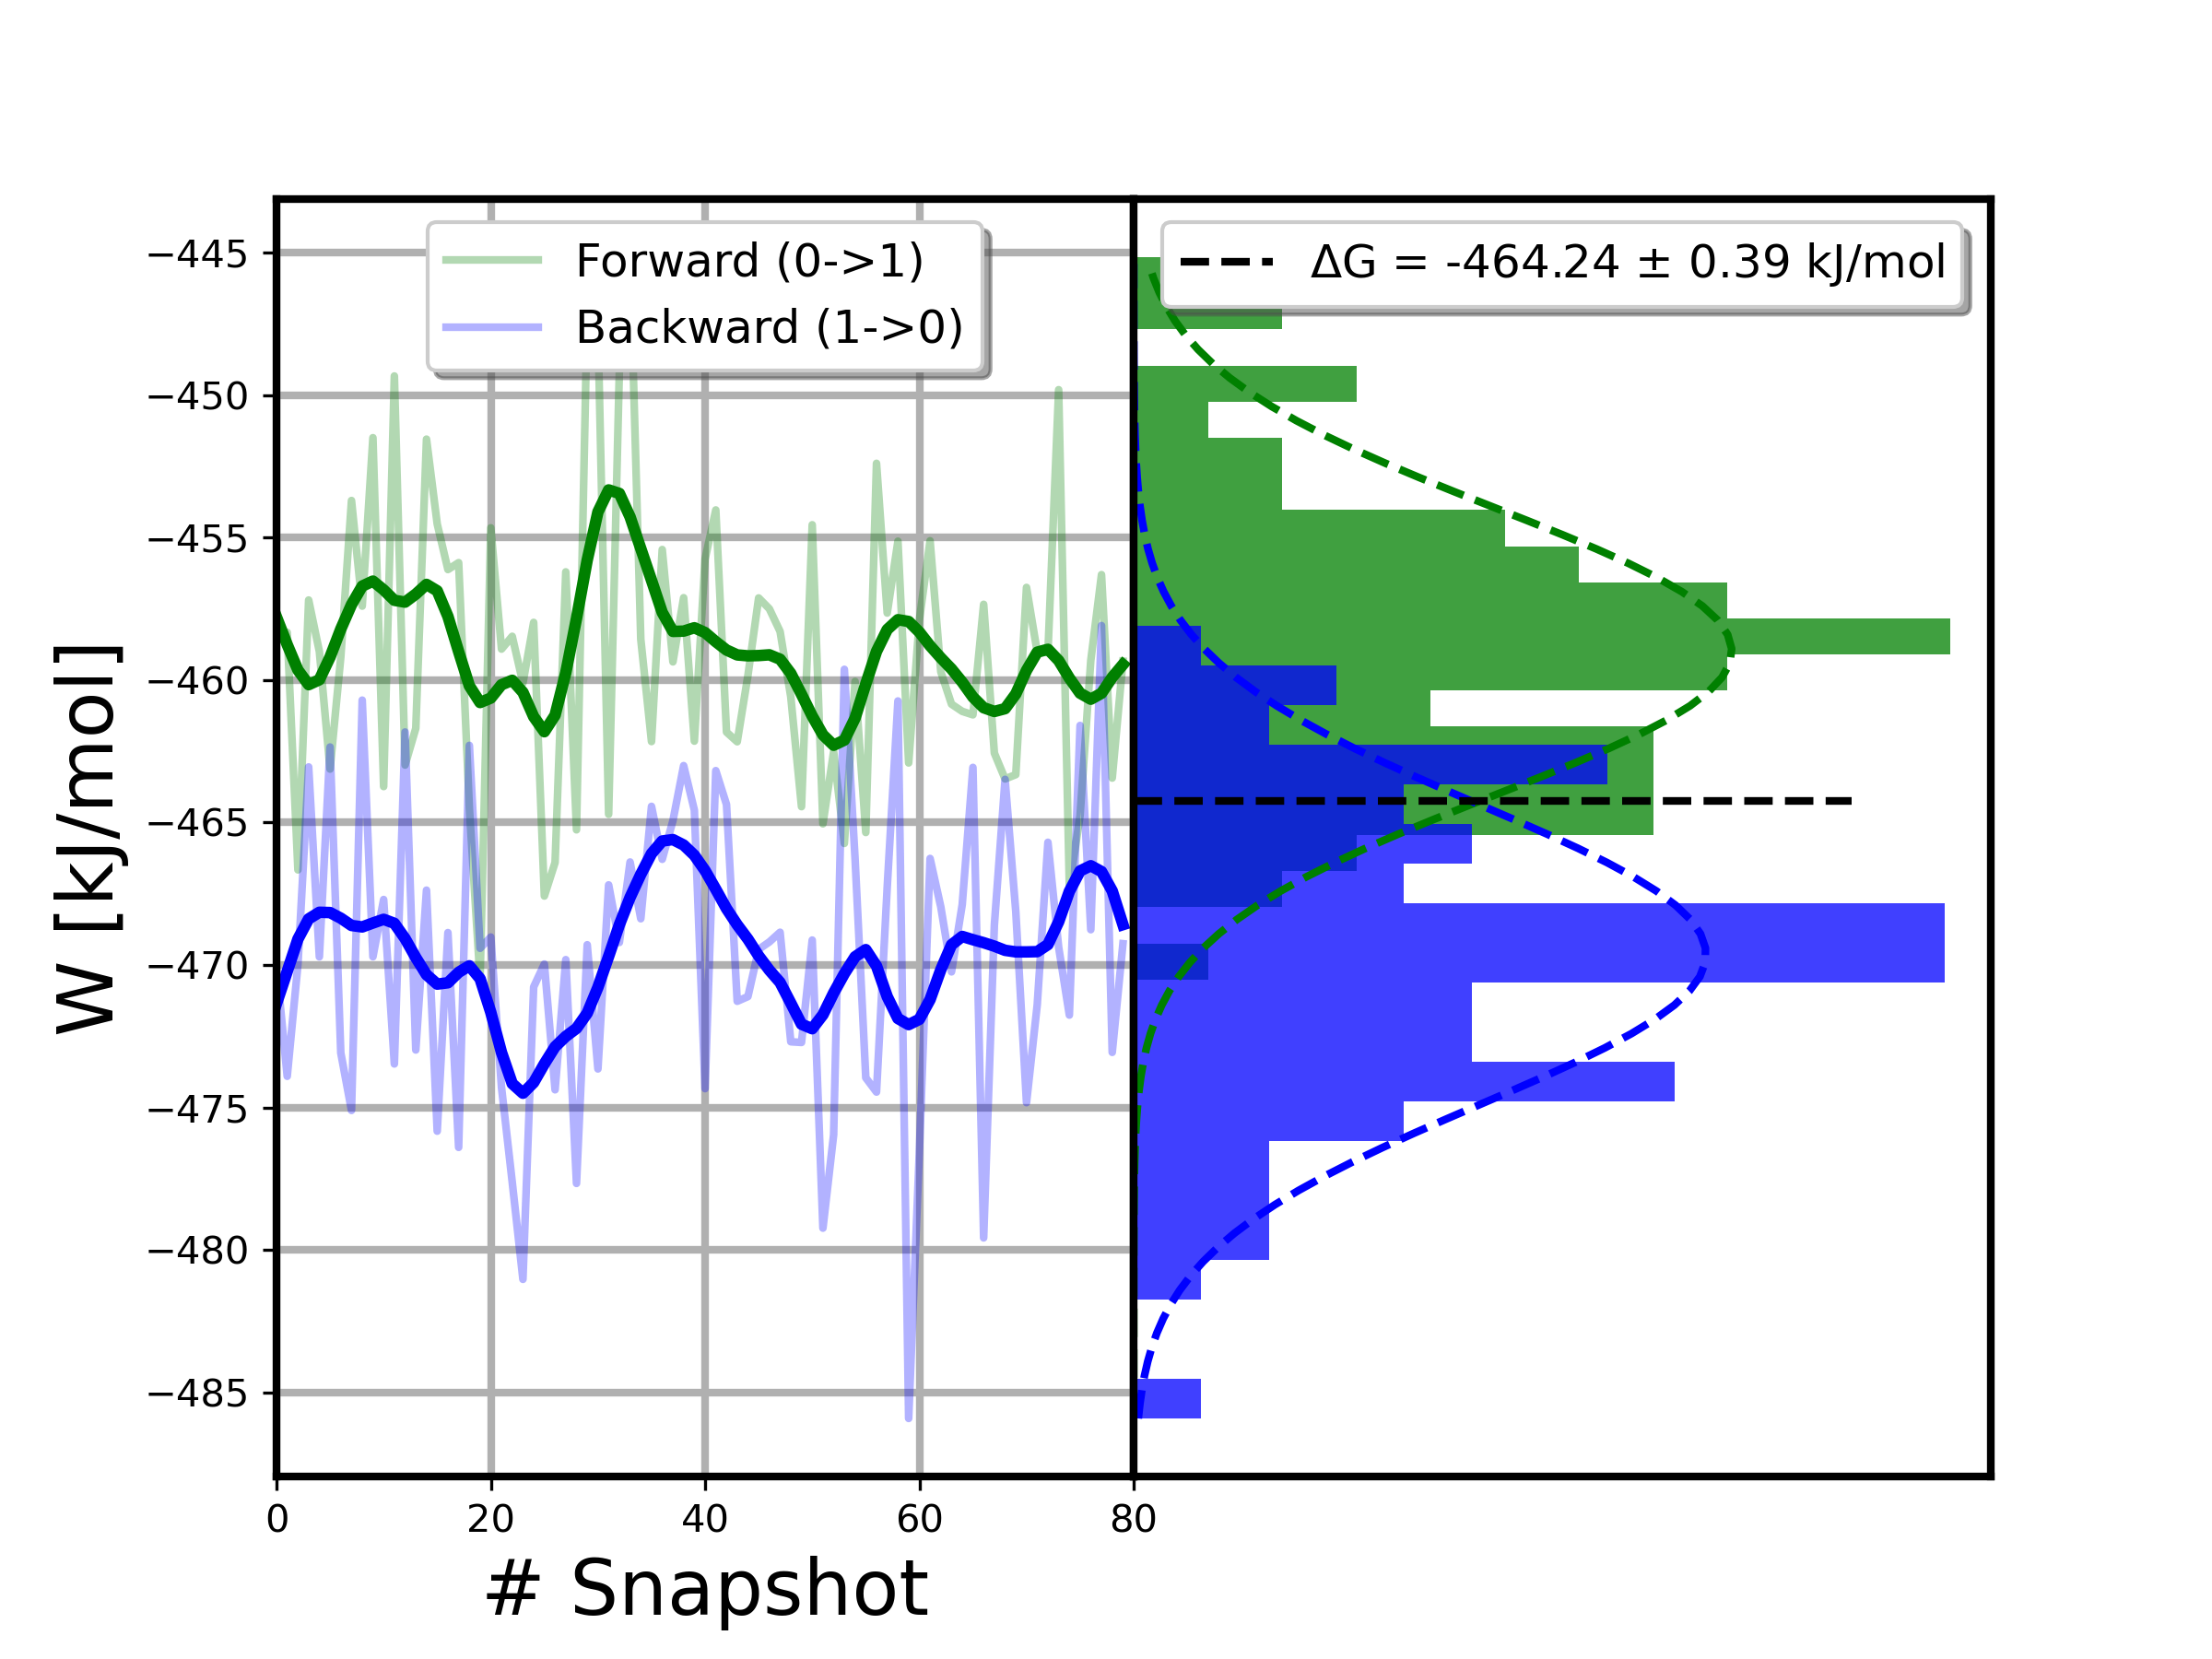 Forward (0->1)
Backward (1->0)
ΔG = -464.24 ± 0.39 kJ/mol
W [kJ/mol]
−445
−450
−455
−460
−465
−470
−475
−480
−485
0 20 40 60 80
# Snapshot